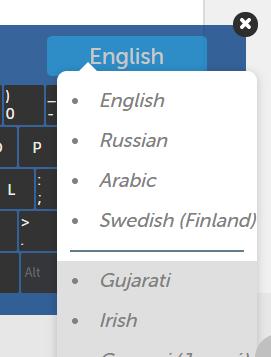 English
)
0
_
-
P
L
:
;
>
.
Alt
English
Russian
Arabic
Swedish (Finland)
Gujarati
Irish